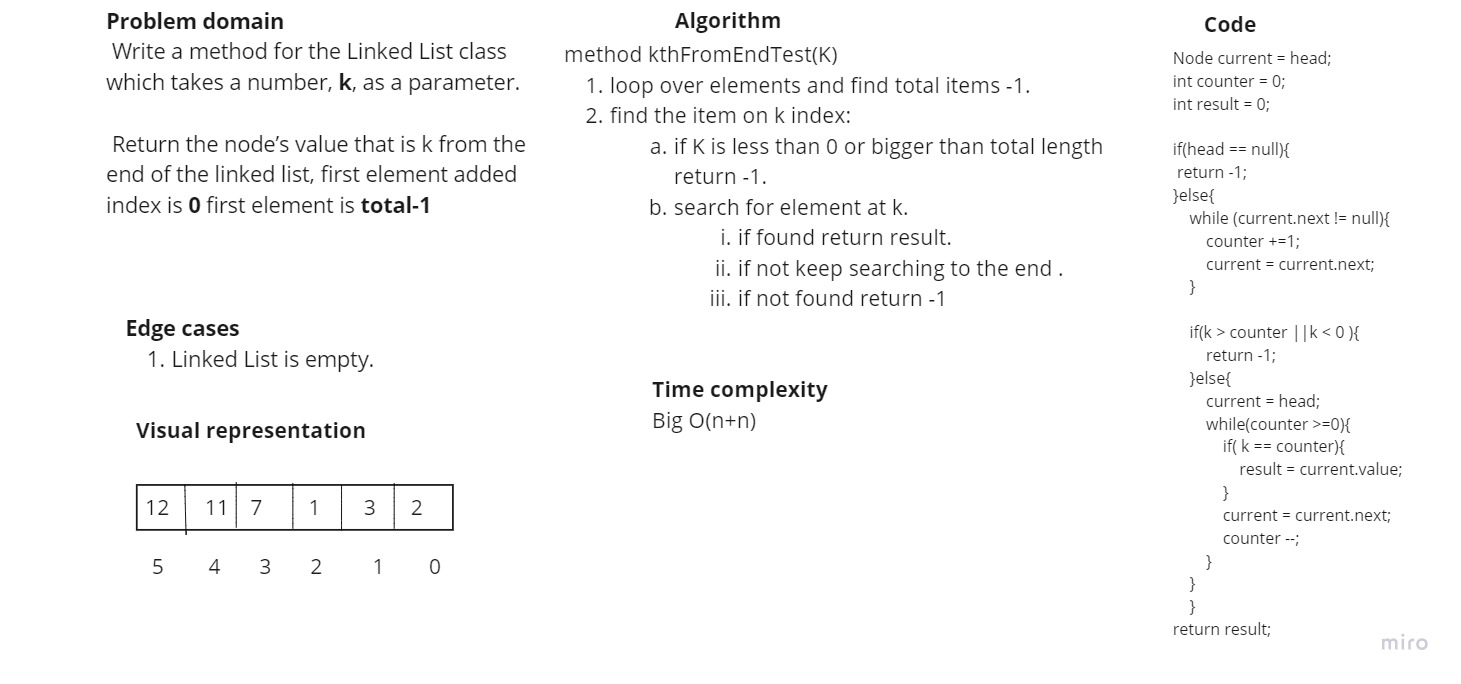 Problem domain
Write a method for the Linked List class
which takes a number, k, as a parameter.
Return the node’s value that is k from the
end of the linked list, first element added
index is 0 first element is total-1
Edge cases
1. Linked List is empty.
Visual representation
12 11 7 1 3 2
5 4 3 2 1 0
Algorithm
method kthFromEndTest(K)
1. loop over elements and find total items -1.
2. find the item on k index:
a. if K is less than 0 or bigger than total length
return -1.
b. search for element at k.
i. if found return result.
ii. if not keep searching to the end .
iii. if not found return -1
Time complexity
Big O(n+n)
Code
Node current = head;
int counter = 0;
int result = 0;
if(head == null){
return -1;
}else{
while (current.next != null){
counter +=1;
current = current.next;
}
if(k > counter ||k < 0 ){
return -1;
}else{
current = head;
while(counter >=0){
if( k == counter){
result = current.value;
}
current = current.next;
counter --;
}
}
}
return result;
miro